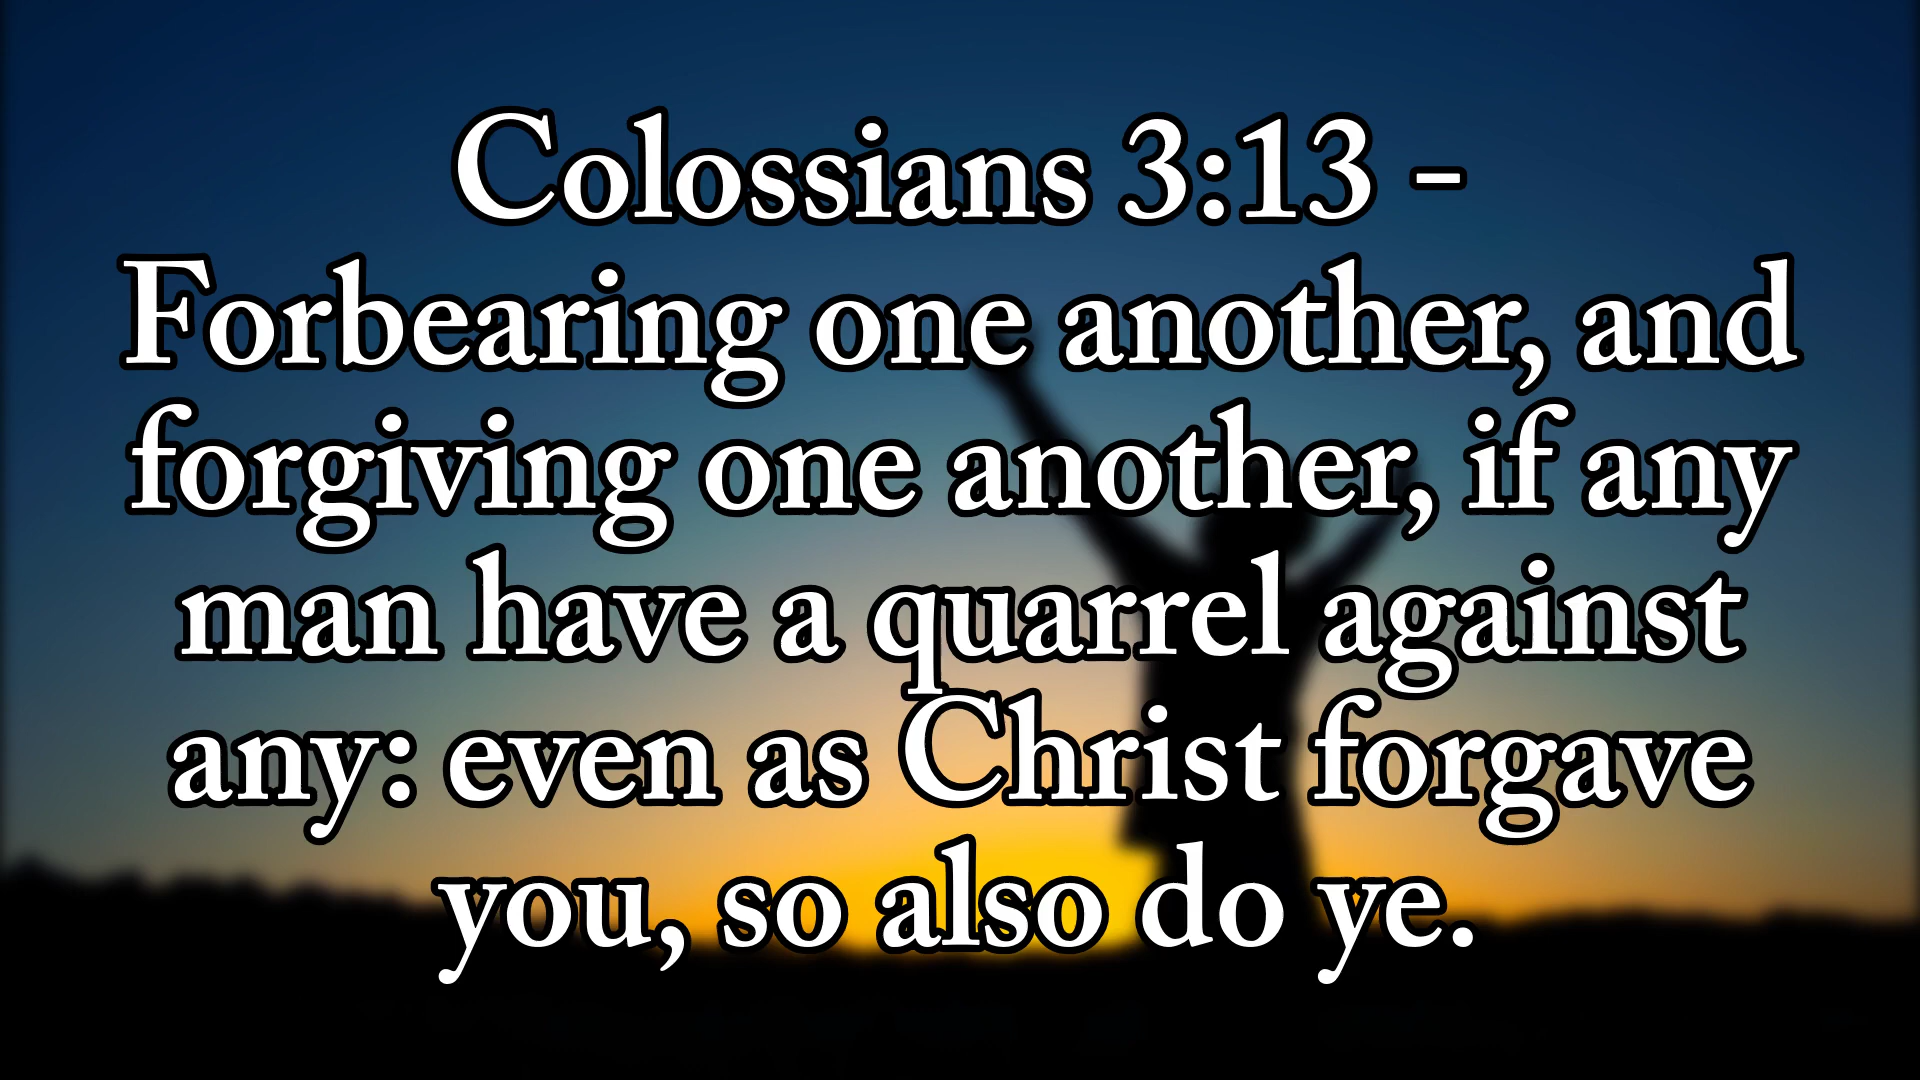 Colossians 3:13 -
Forbearing one another, and
forgiving one another, if any
man have a quarrel against
any: even as Christ forgave
you, so also do ye.